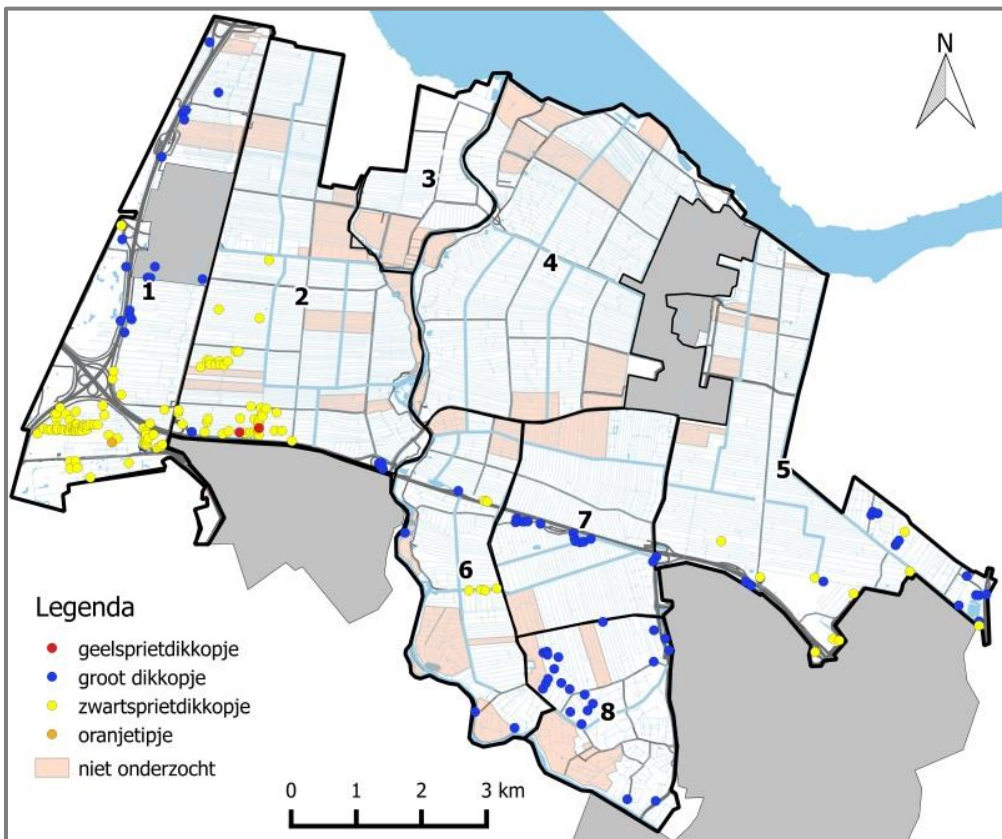 N
3
4
1
2
5
7
6
8
Legenda
geelsprietdikkopje
groot dikkopje
zwartsprietdikkopje
oranjetipje
niet onderzocht
0 1 2 3 km